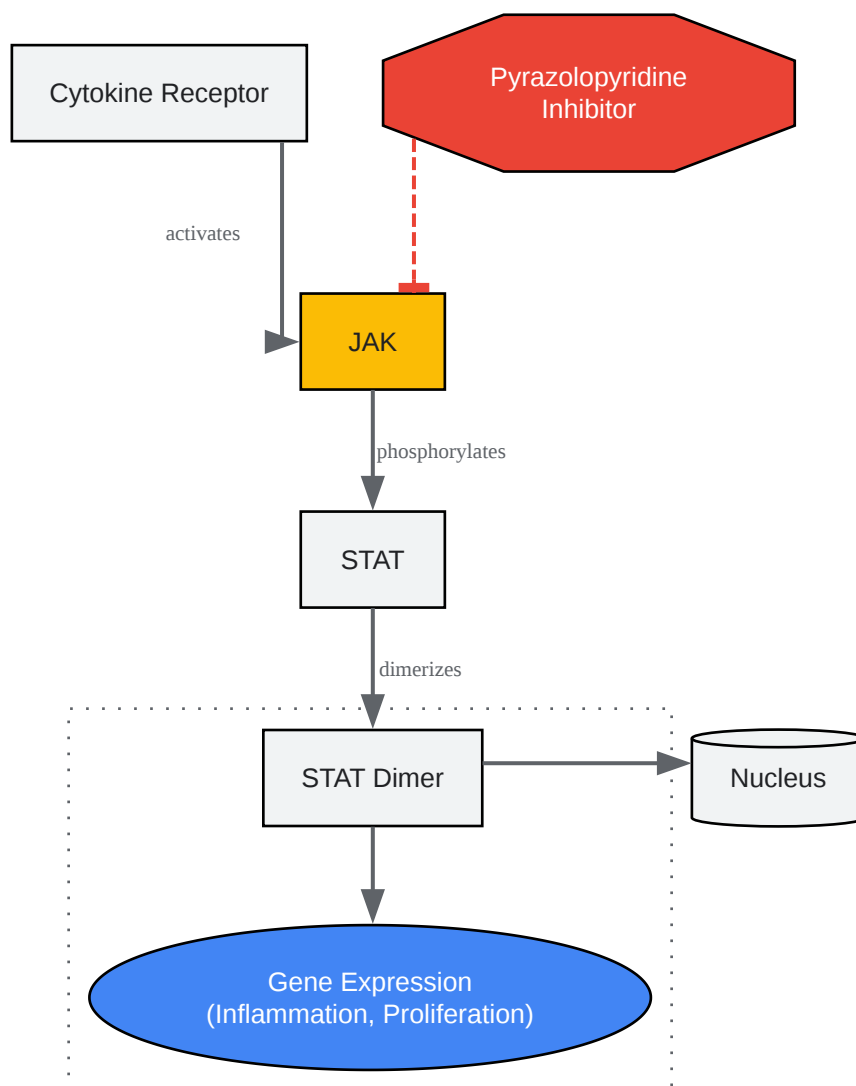 Cytokine Receptor
Pyrazolopyridine
Inhibitor
activates
JAK
phosphorylates
STAT
dimerizes
STAT Dimer
Nucleus
Gene Expression
(Inflammation, Proliferation)